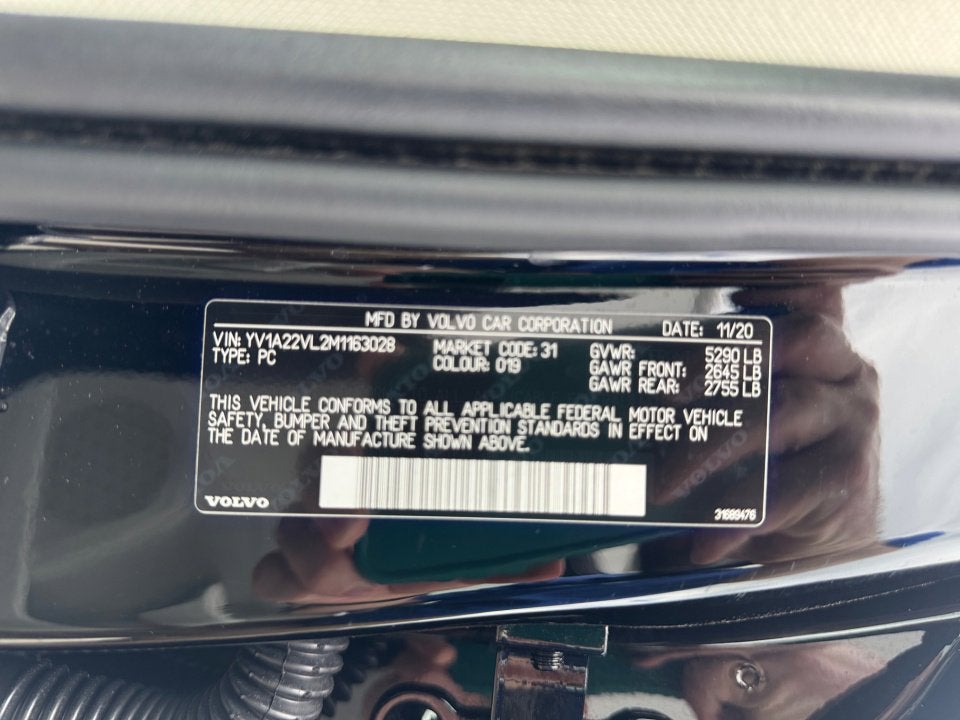 MFD BY VOLVO CAR CORPORATION DATE: 11/20
VIN: YV1A22VL2M1163028 MARKET CODE: 31 GVWR: 5290 LB
TYPE: PC COLOUR: 019 GAWR FRONT: 2645 LB
GAWR REAR: 2755 LB
THIS VEHICLE CONFORMS TO ALL APPLICABLE FEDERAL MOTOR VEHICLE
SAFETY, BUMPER AND THEFT PREVENTION STANDARDS IN EFFECT ON
THE DATE OF MANUFACTURE SHOWN ABOVE.
VOLVO 31689476